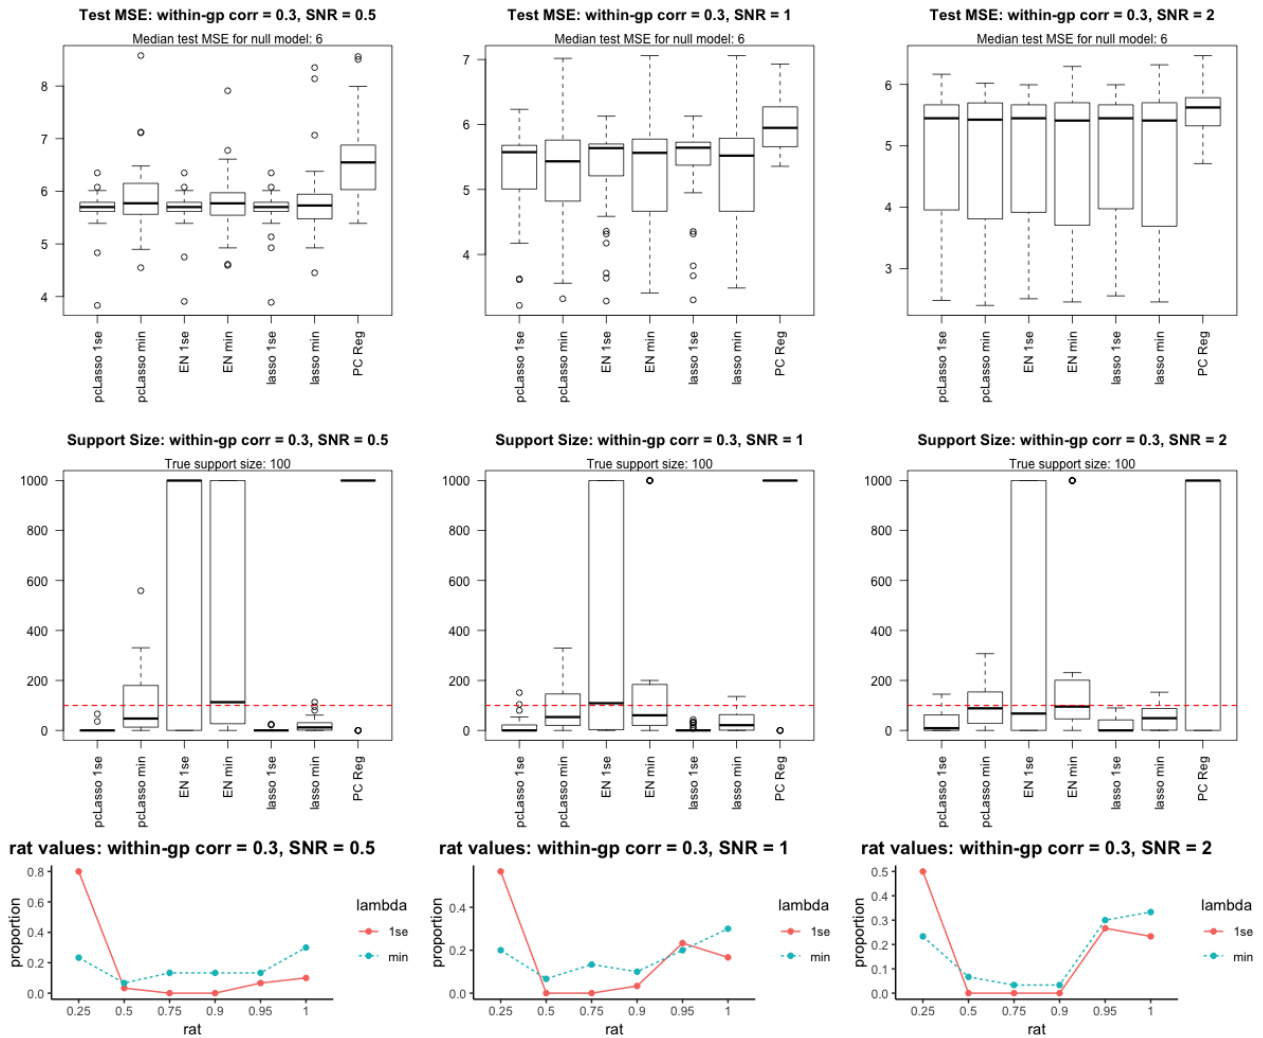 Test MSE: within-gp corr = 0.3, SNR = 0.5
Median test MSE for null model: 6
8
7
6
5
4
pcLasso 1se
pcLasso min
EN 1se
EN min
lasso 1se
lasso min
PC Reg
Test MSE: within-gp corr = 0.3, SNR = 1
Median test MSE for null model: 6
7
6
5
4
pcLasso 1se
pcLasso min
EN 1se
EN min
lasso 1se
lasso min
PC Reg
Test MSE: within-gp corr = 0.3, SNR = 2
Median test MSE for null model: 6
6
5
4
3
pcLasso 1se
pcLasso min
EN 1se
EN min
lasso 1se
lasso min
PC Reg
Support Size: within-gp corr = 0.3, SNR = 0.5
True support size: 100
1000
800
600
400
200
0
pcLasso 1se
pcLasso min
EN 1se
EN min
lasso 1se
lasso min
PC Reg
Support Size: within-gp corr = 0.3, SNR = 1
True support size: 100
1000
800
600
400
200
0
pcLasso 1se
pcLasso min
EN 1se
EN min
lasso 1se
lasso min
PC Reg
Support Size: within-gp corr = 0.3, SNR = 2
True support size: 100
1000
800
600
400
200
0
pcLasso 1se
pcLasso min
EN 1se
EN min
lasso 1se
lasso min
PC Reg
rat values: within-gp corr = 0.3, SNR = 0.5
proportion
0.8
0.6
0.4
0.2
0.0
0.25 0.5 0.75 0.9 0.95 1
rat
lambda
1se
min
rat values: within-gp corr = 0.3, SNR = 1
proportion
0.4
0.2
0.0
0.25 0.5 0.75 0.9 0.95 1
rat
lambda
1se
min
rat values: within-gp corr = 0.3, SNR = 2
proportion
0.5
0.4
0.3
0.2
0.1
0.0
0.25 0.5 0.75 0.9 0.95 1
rat
lambda
1se
min